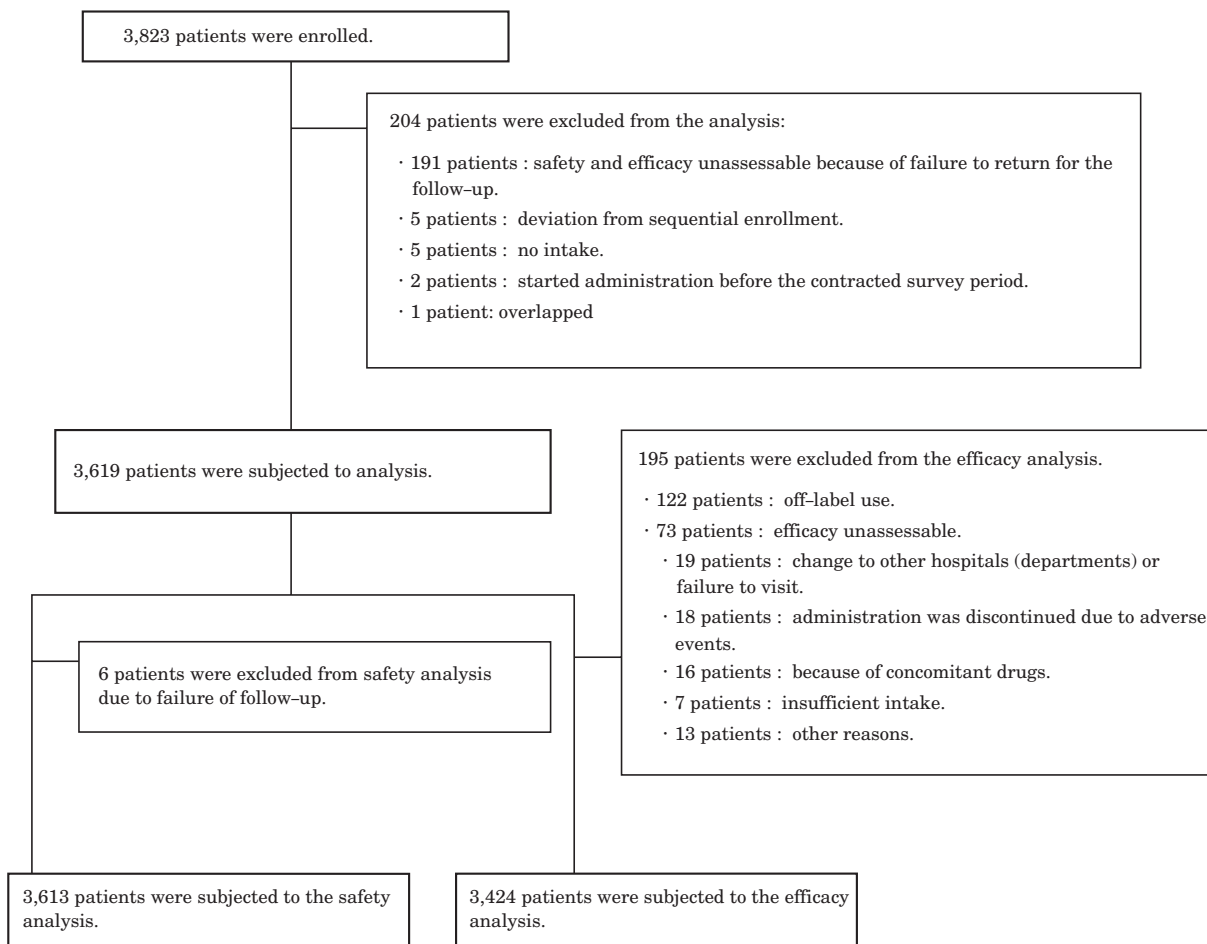 3,823 patients were enrolled.
204 patients were excluded from the analysis:
· 191 patients : safety and efficacy unassessable because of failure to return for the
follow–up.
· 5 patients : deviation from sequential enrollment.
· 5 patients : no intake.
· 2 patients : started administration before the contracted survey period.
· 1 patient: overlapped
3,619 patients were subjected to analysis.
195 patients were excluded from the efficacy analysis.
· 122 patients : off–label use.
· 73 patients : efficacy unassessable.
· 19 patients : change to other hospitals (departments) or
failure to visit.
· 18 patients : administration was discontinued due to adverse
events.
· 16 patients : because of concomitant drugs.
· 7 patients : insufficient intake.
· 13 patients : other reasons.
6 patients were excluded from safety analysis
due to failure of follow–up.
3,613 patients were subjected to the safety
analysis.
3,424 patients were subjected to the efficacy
analysis.